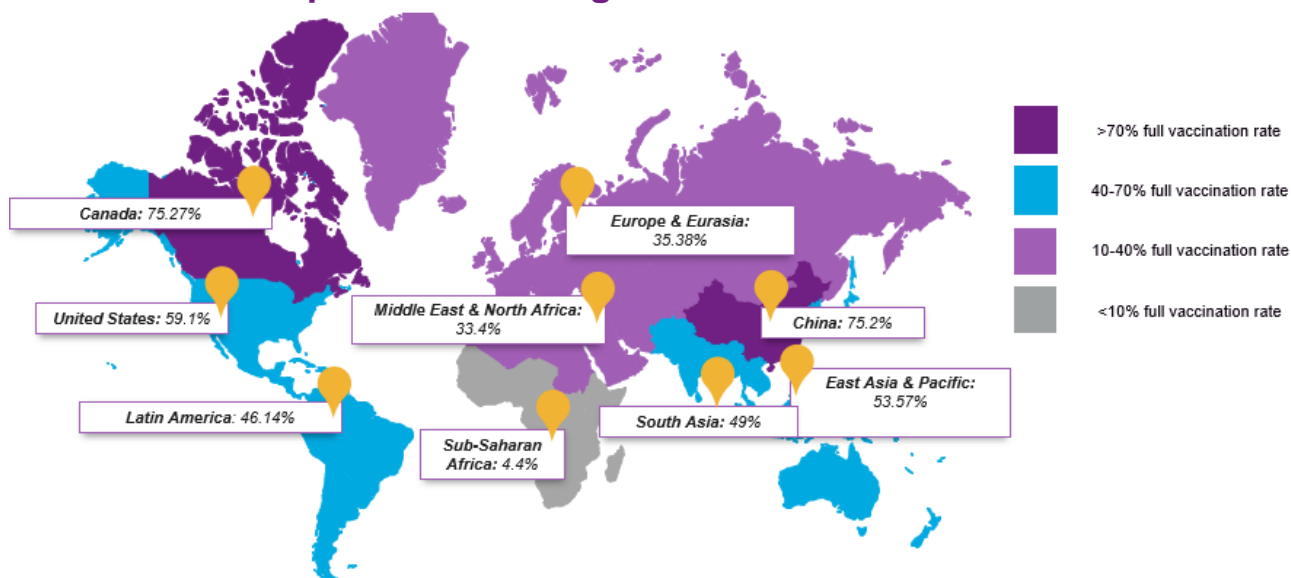 >70% full vaccination rate
40-70% full vaccination rate
10-40% full vaccination rate
<10% full vaccination rate
Canada: 75.27%
Europe & Eurasia:
35.38%
United States: 59.1%
Middle East & North Africa:
33.4%
China: 75.2%
Latin America: 46.14%
Sub-Saharan
Africa: 4.4%
South Asia: 49%
East Asia & Pacific:
53.57%